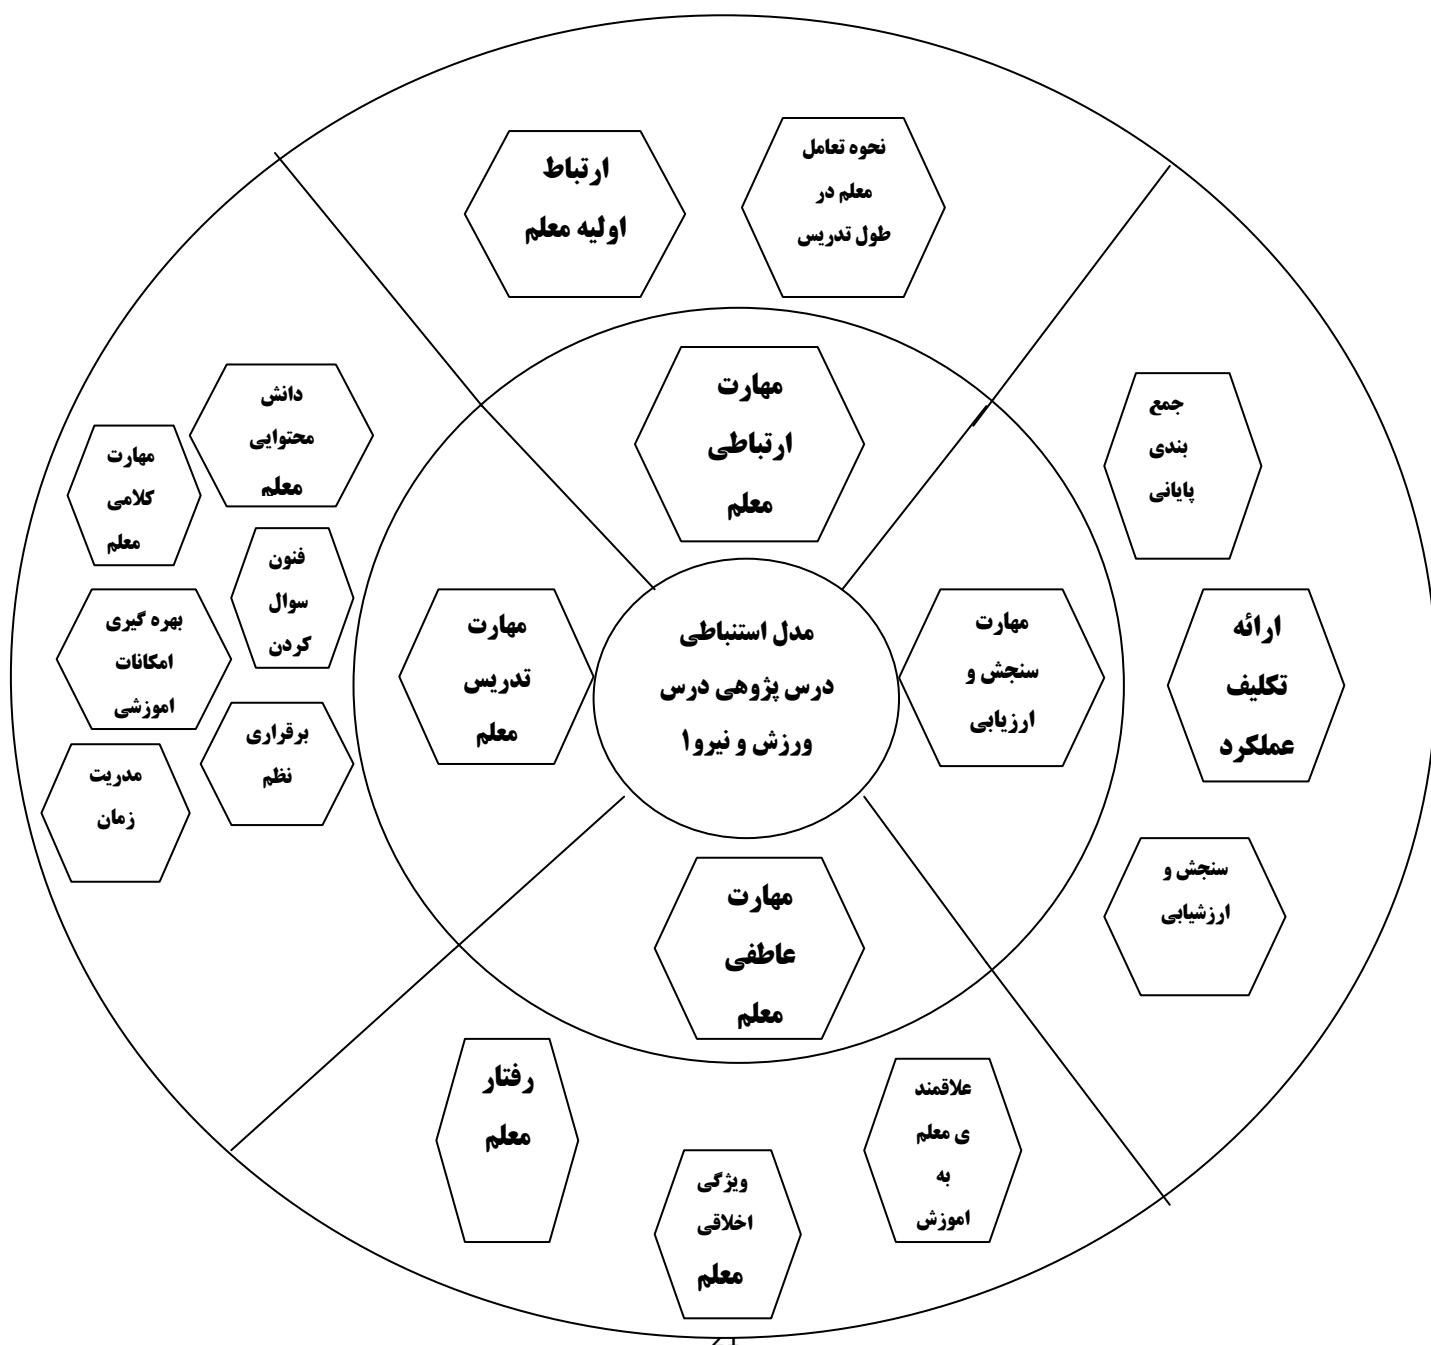 نحوه تعامل
معلم در
طول تدریس
ارتباط
اولیه معلم
مهارت
ارتباطی
معلم
جمع
بندی
پایانی
ارائه
تکلیف
عملکرد
سنجش و
ارزشیابی
مهارت
سنجش و
ارزیابی
مدل استنباطی
درس پژوهی درس
ورزش و نیرو۱
مهارت
تدریس
معلم
دانش
محتوایی
معلم
مهارت
کلامی
معلم
فنون
سوال
کردن
بهره گیری
امکانات
اموزشی
برقراری
نظم
مدریت
زمان
مهارت
عاطفی
معلم
علاقمند
ی معلم
به
اموزش
ویژگی
اخلاقی
معلم
رفتار
معلم